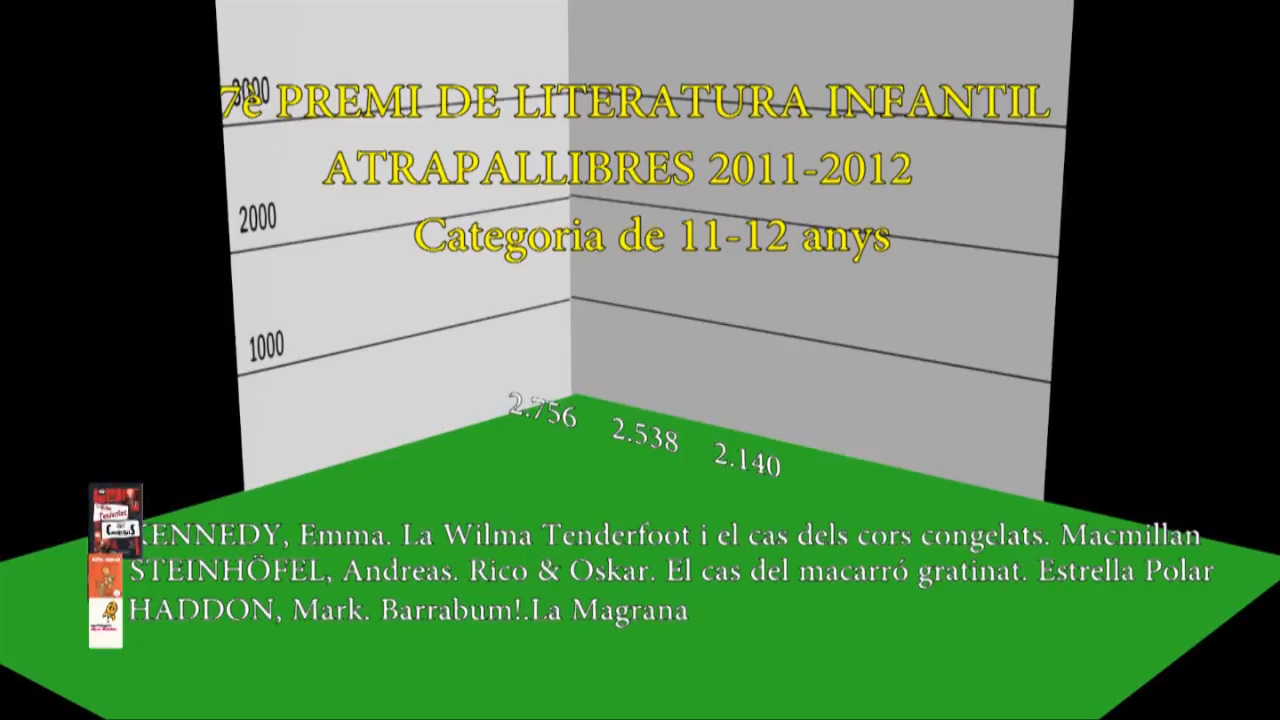 3000
7è PREMI DE LITERATURA INFANTIL
ATRAPALLIBRES 2011-2012
2000
Categoria de 11-12 anys
1000
2.756
2.538
2.140
KENNEDY, Emma. La Wilma Tenderfoot i el cas dels cors congelats. Macmillan
STEINHÖFEL, Andreas. Rico & Oskar. El cas del macarró gratinat. Estrella Polar
HADDON, Mark. Barrabum!.La Magrana